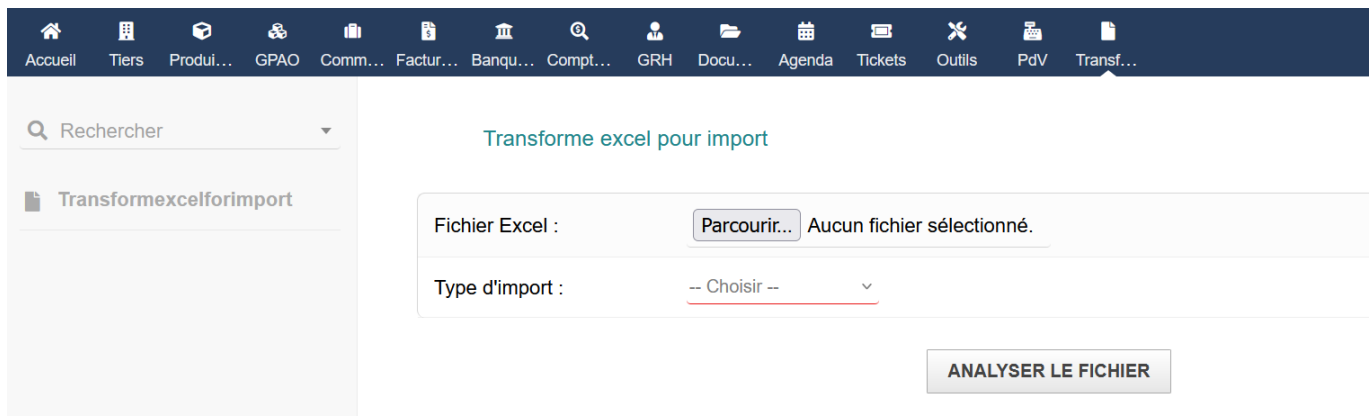 Accueil Tiers Produi... GPAO Comm... Factur... Banqu... Compt... GRH Docu... Agenda Tickets Outils PdV Transf...
Rechercher
Transformexcelforimport
Transforme excel pour import
Fichier Excel : Parcourir... Aucun fichier sélectionné.
Type d'import : -- Choisir --
ANALYSER LE FICHIER